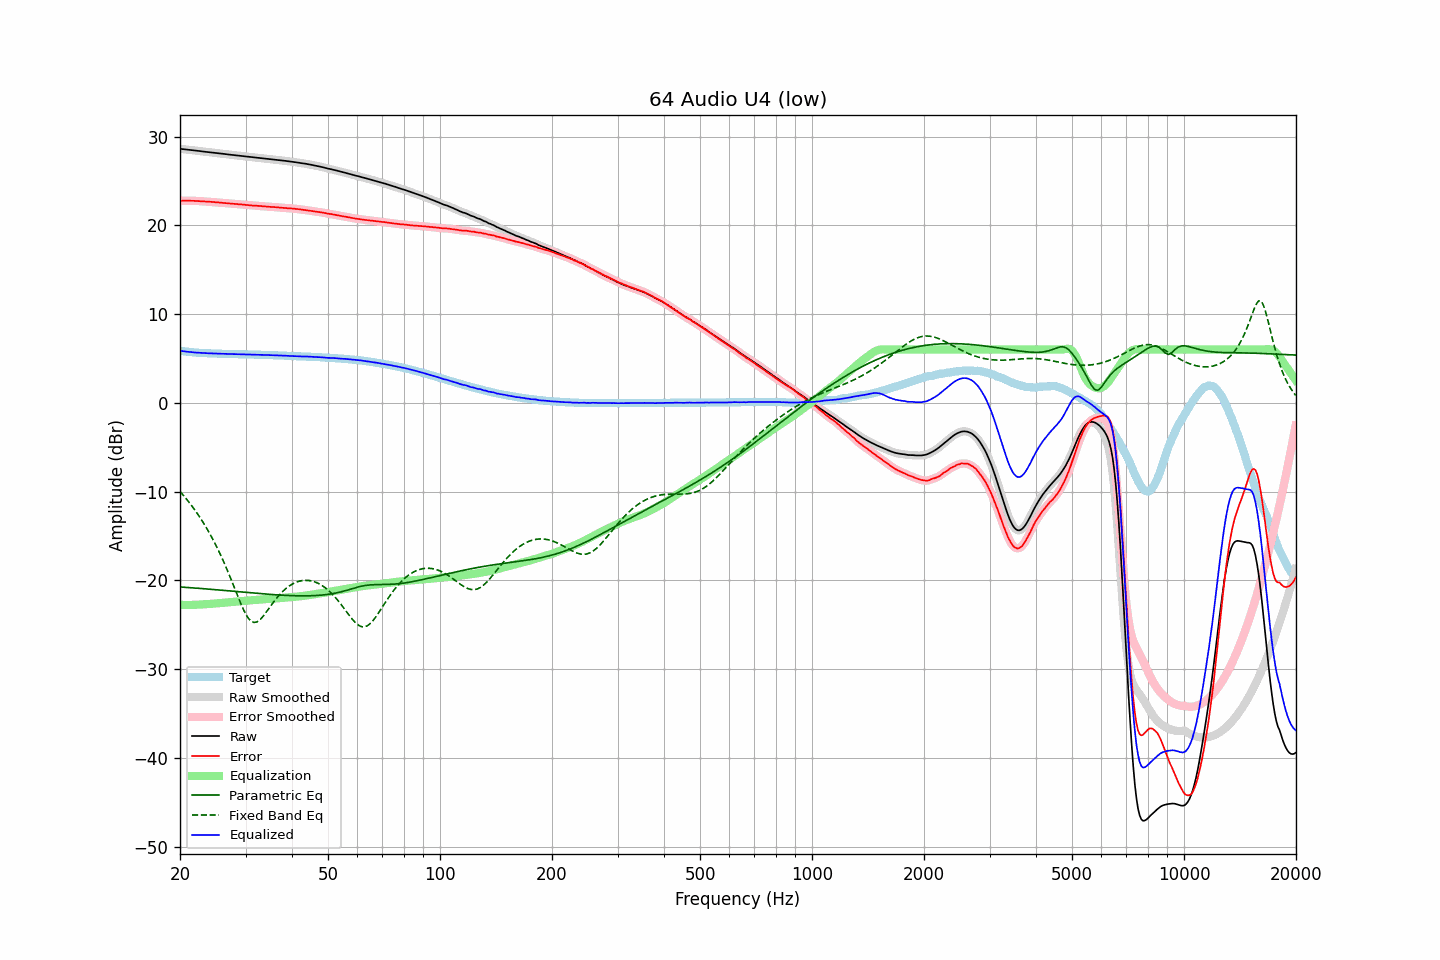 64 Audio U4 (low)
30
20
10
0
−10
−20
−30
−40
−50
Amplitude (dBr)
Target
Raw Smoothed
Error Smoothed
Raw
Error
Equalization
Parametric Eq
Fixed Band Eq
Equalized
20 50 100 200 500 1000 2000 5000 10000 20000
Frequency (Hz)